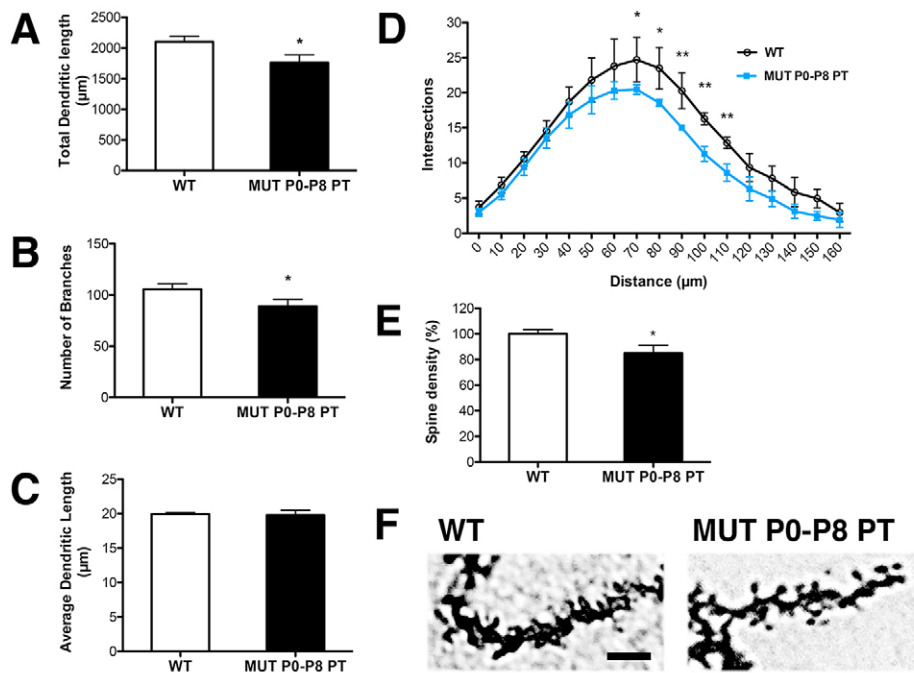 A
Total Dendritic length
(µm)
2500
2000
1500
1000
500
0
*
WT
MUT P0-P8 PT
B
Number of Branches
150
100
50
0
*
WT
MUT P0-P8 PT
C
Average Dendritic Length
(µm)
25
20
15
10
5
0
WT
MUT P0-P8 PT
D
Intersections
30
25
20
15
10
5
0
* * ** ** **
WT
MUT P0-P8 PT
0 10 20 30 40 50 60 70 80 90 100 110 120 130 140 150 160
Distance (µm)
E
Spine density (%)
120
100
80
60
40
20
0
*
WT
MUT P0-P8 PT
F
WT
MUT P0-P8 PT